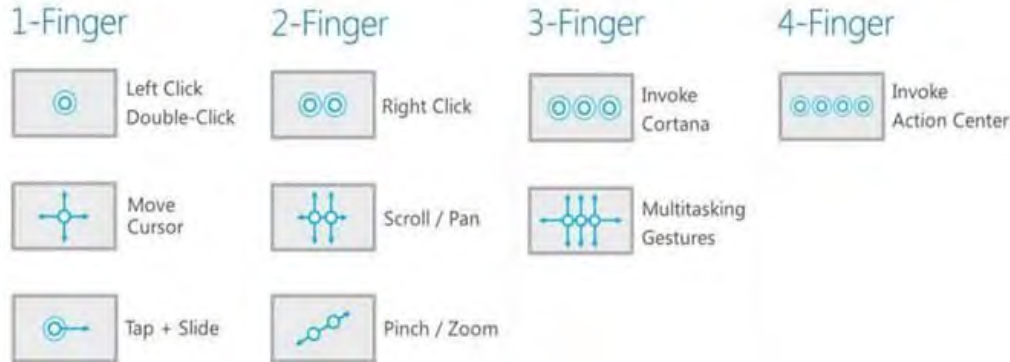 1-Finger
Left Click
Double-Click
Move
Cursor
Tap + Slide
2-Finger
Right Click
Scroll / Pan
Pinch / Zoom
3-Finger
Invoke
Cortana
Multitasking
Gestures
4-Finger
Invoke
Action Center